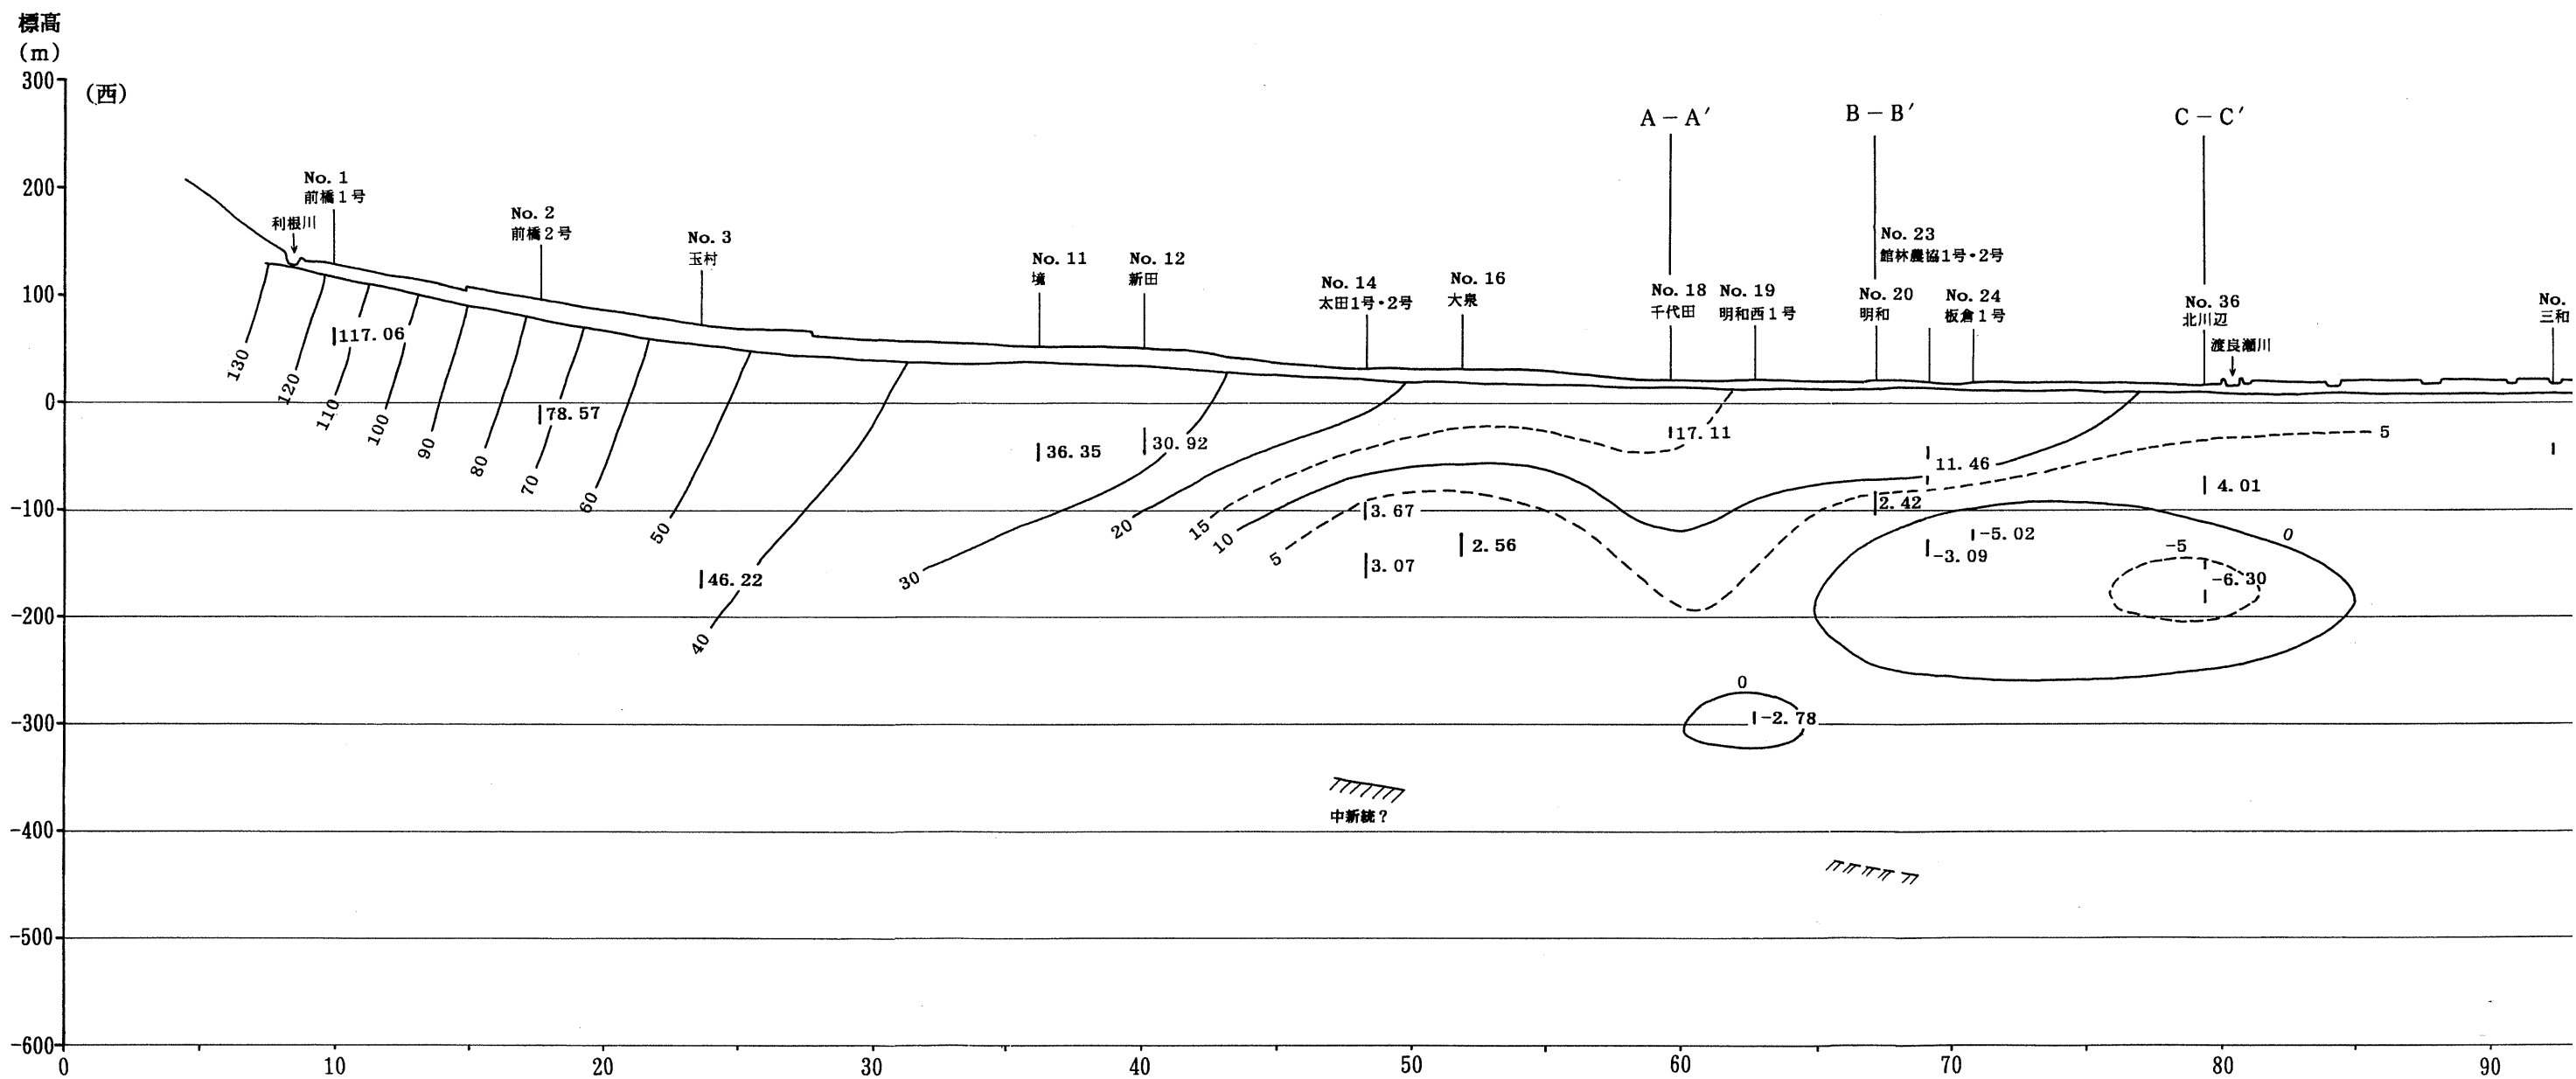 標高
(m)
300
200
100
0
-100
-200
-300
-400
-500
-600
(西)
利根川
No. 1
前橋1号
No. 2
前橋2号
No. 3
玉村
No. 11
境
No. 12
新田
No. 14
太田1号・2号
No. 16
大泉
A-A′
No. 18
千代田
No. 19
明和西1号
B-B′
No. 23
館林農協1号・2号
No. 20
明和
No. 24
板倉1号
C-C′
No. 36
北川辺
渡良瀬川
No.
三和
130
120
110
100
90
80
70
60
50
40
30
20
15
10
5
5
0
-5
0
117.06
78.57
46.22
36.35
30.92
3.67
3.07
2.56
17.11
-2.78
2.42
11.46
-3.09
-5.02
4.01
-6.30
中新統?
0 10 20 30 40 50 60 70 80 90